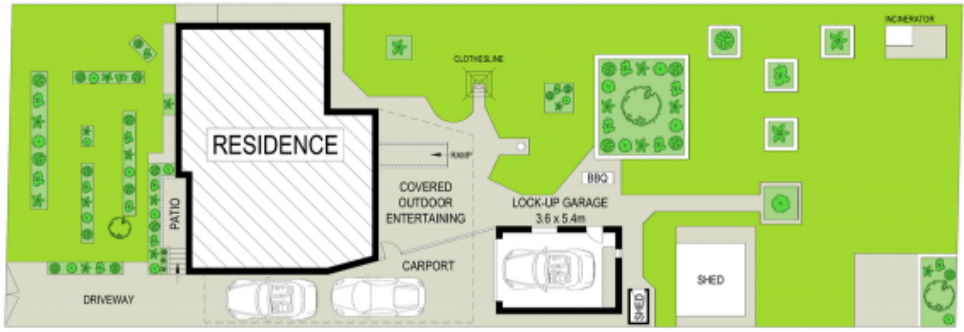 INCINERATOR
CLOTHESLINE
RESIDENCE
RAMP
BBQ
COVERED
OUTDOOR
ENTERTAINING
LOCK-UP GARAGE
3.6 x 5.4m
PATIO
CARPORT
SHED
SHED
DRIVEWAY